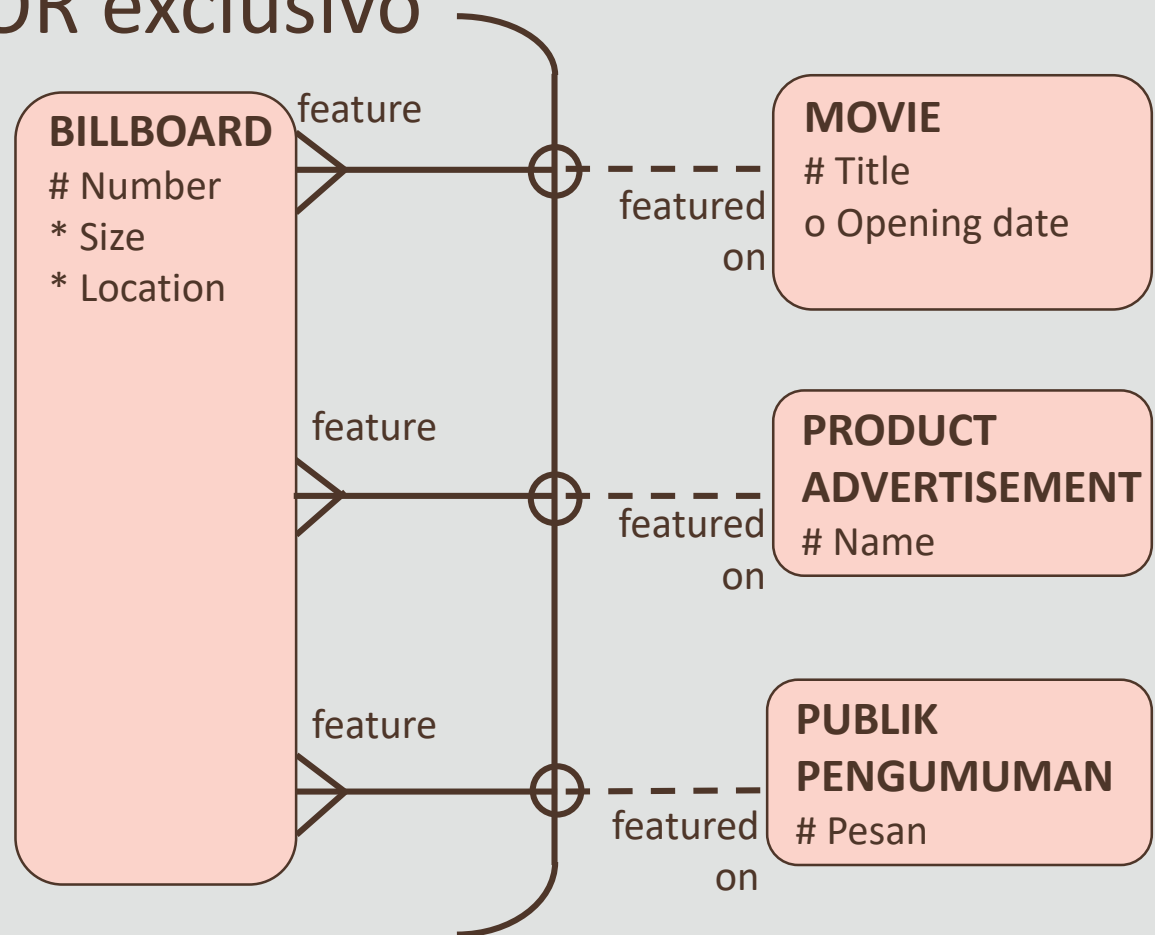 OR exclusivo
BILLBOARD
# Number
* Size
* Location
feature
featured
on
MOVIE
# Title
o Opening date
feature
featured
on
PRODUCT
ADVERTISEMENT
# Name
feature
featured
on
PUBLIK
PENGUMUMAN
# Pesan